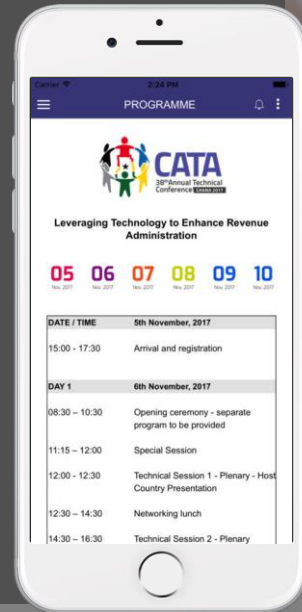 Carrier 2:24 PM
PROGRAMME
CATA
38th Annual Technical
Conference GHANA 2017
Leveraging Technology to Enhance Revenue
Administration
05 06 07 08 09 10
Nov, 2017 Nov, 2017 Nov, 2017 Nov, 2017 Nov, 2017 Nov, 2017
DATE / TIME 5th November, 2017
15:00 - 17:30 Arrival and registration
DAY 1 6th November, 2017
08:30 – 10:30 Opening ceremony - separate
program to be provided
11:15 – 12:00 Special Session
12:00 - 12:30 Technical Session 1 - Plenary - Host
Country Presentation
12:30 – 14:30 Networking lunch
14:30 – 16:30 Technical Session 2 - Plenary